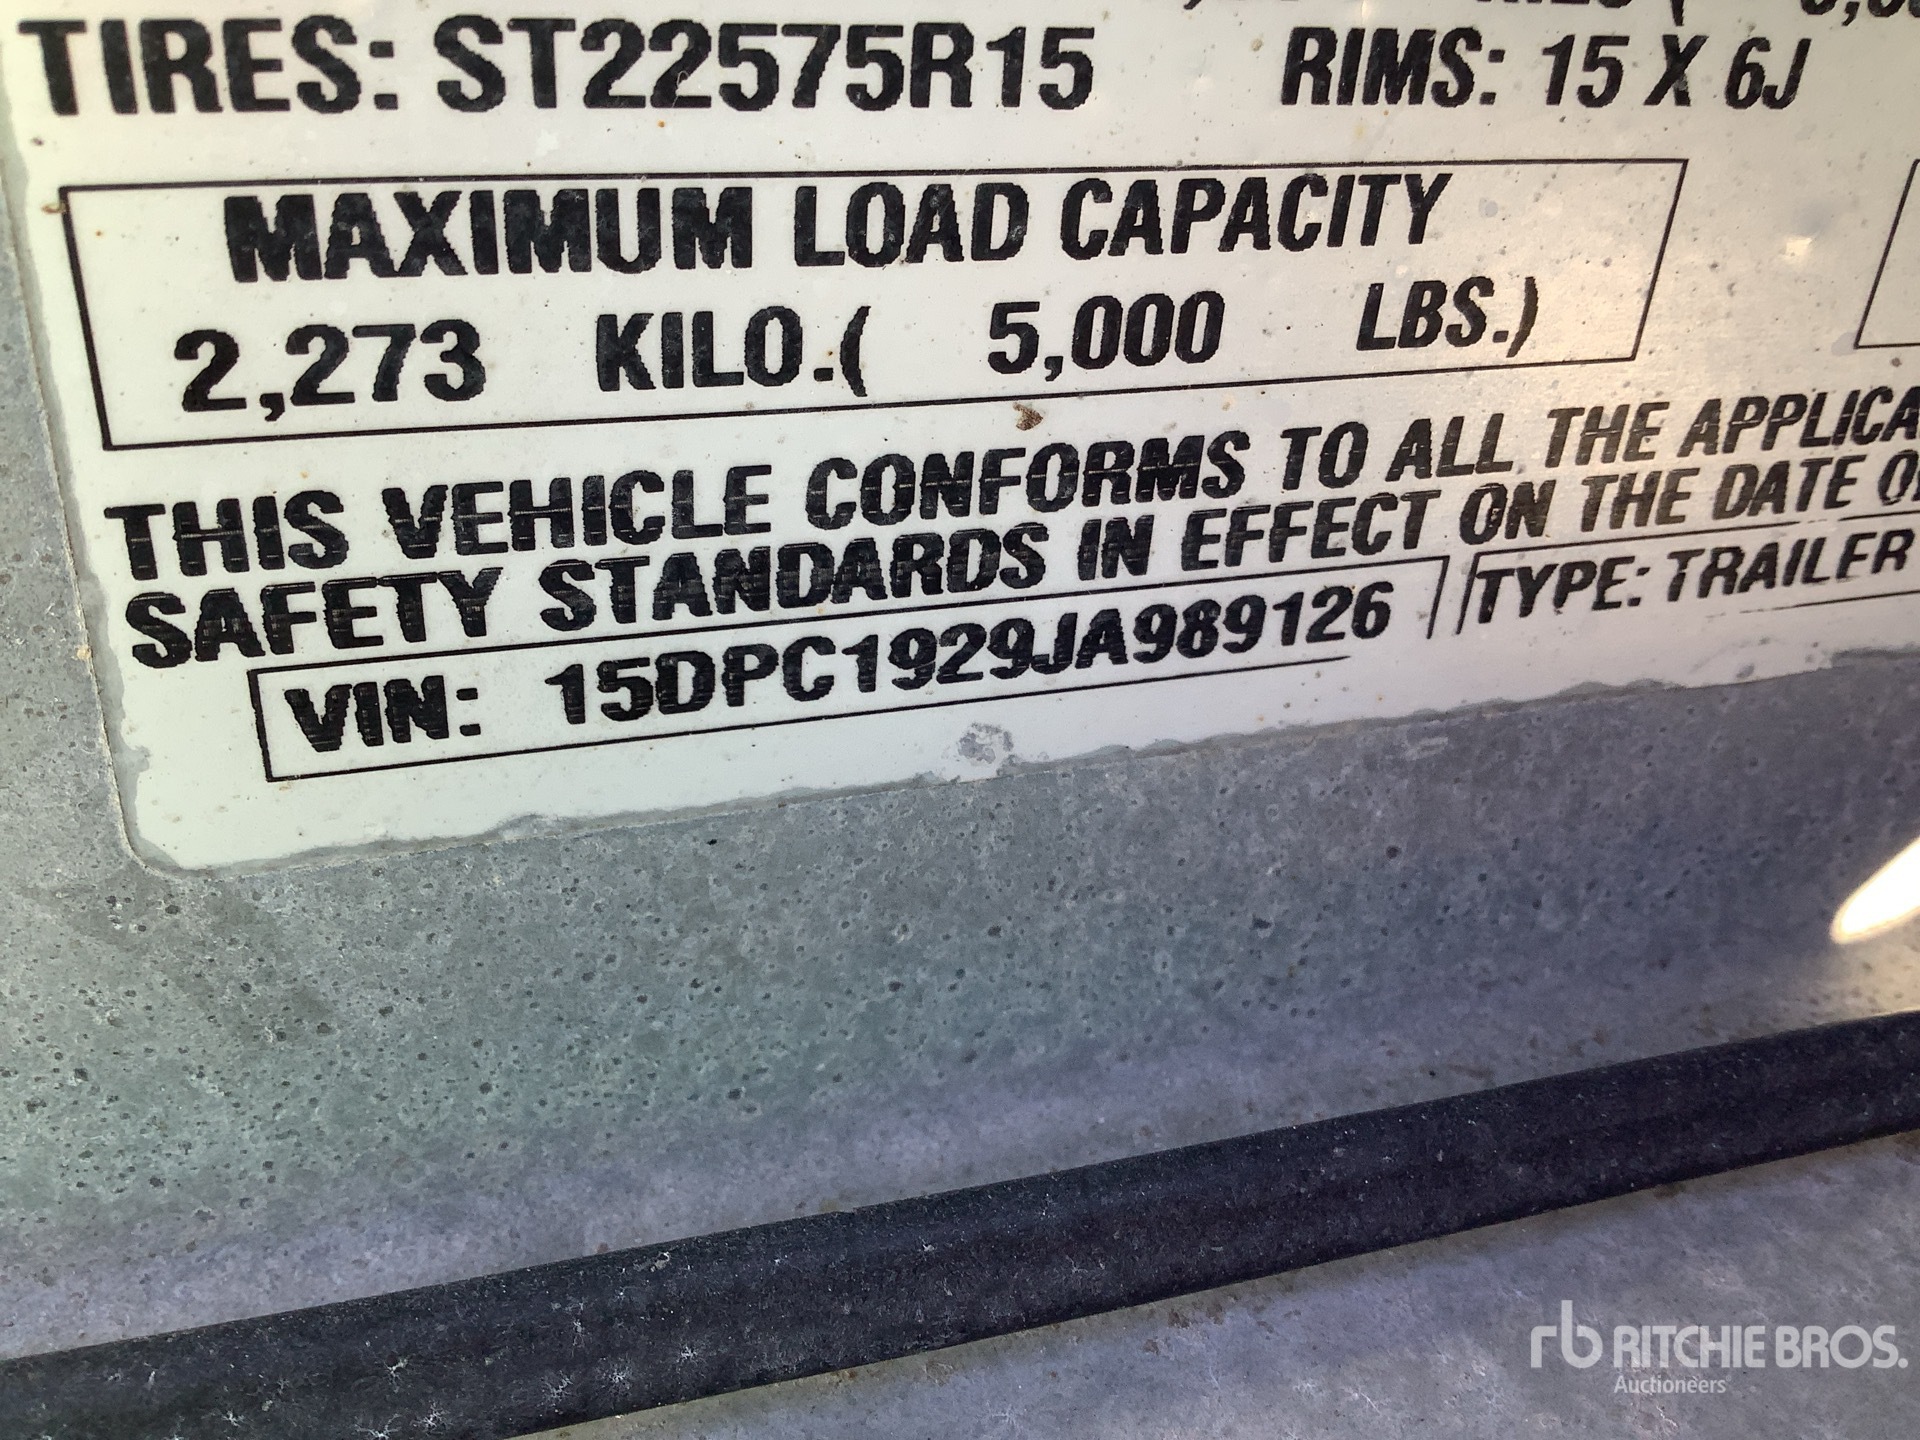 TIRES: ST22575R15 RIMS: 15 X 6J
MAXIMUM LOAD CAPACITY
2,273 KILO.( 5,000 LBS.)
THIS VEHICLE CONFORMS TO ALL THE APPLICA
SAFETY STANDARDS IN EFFECT ON THE DATE O
VIN: 15DPC1929JA989126 TYPE: TRAILER
rb RITCHIE BROS.
Auctioneers